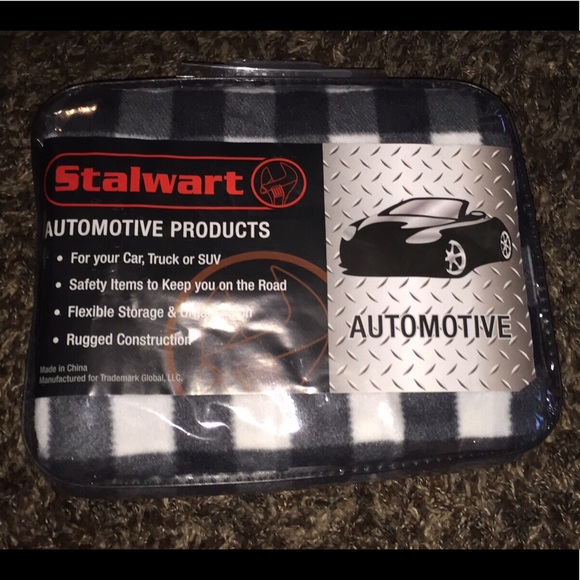 Stalwart
AUTOMOTIVE PRODUCTS
• For your Car, Truck or SUV
• Safety Items to Keep you on the Road
• Flexible Storage &
• Rugged Construction
Made in China
Manufactured for Trademark Global, LLC.
AUTOMOTIVE